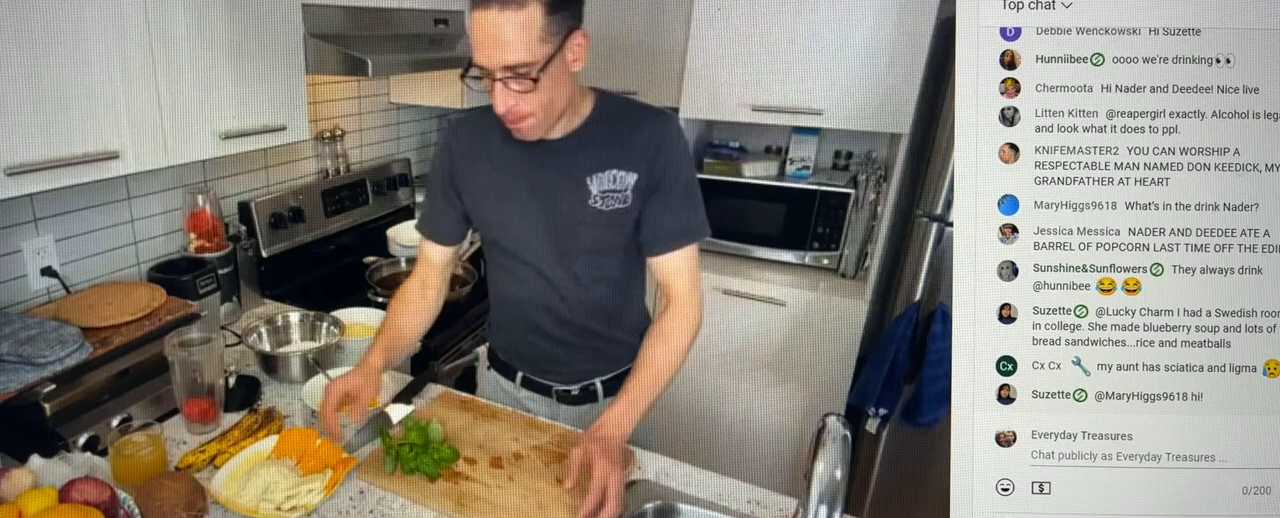 Top chat
Debbie Wenckowski Hi Suzette
Hunniibee oooo we're drinking👀
Chermoota Hi Nader and Deedee! Nice live
Litten Kitten @reapergirl exactly. Alcohol is lega
and look what it does to ppl.
KNIFEMASTER2 YOU CAN WORSHIP A
RESPECTABLE MAN NAMED DON KEEDICK, MY
GRANDFATHER AT HEART
MaryHiggs9618 What's in the drink Nader?
Jessica Messica NADER AND DEEDEE ATE A
BARREL OF POPCORN LAST TIME OFF THE EDI
Sunshine&Sunflowers They always drink
@hunnibee 😂 😂
Suzette @Lucky Charm I had a Swedish room
in college. She made blueberry soup and lots of
bread sandwiches...rice and meatballs
Cx Cx Cx 🔧 my aunt has sciatica and ligma 😥
Suzette @MaryHiggs9618 hi!
Everyday Treasures
Chat publicly as Everyday Treasures ...
0/200